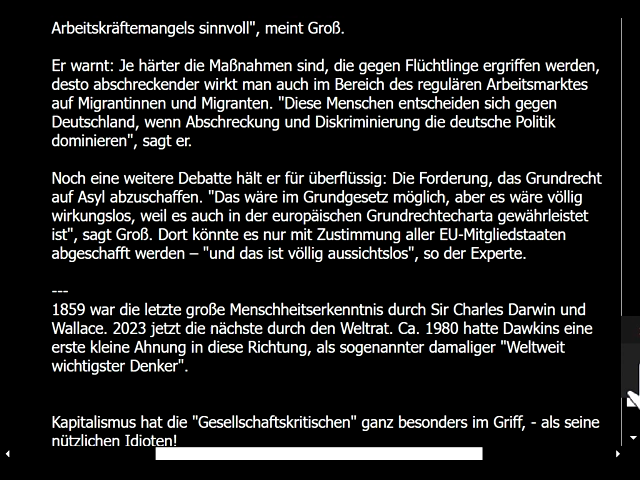 Arbeitskräftemangels sinnvoll", meint Groß.
Er warnt: Je härter die Maßnahmen sind, die gegen Flüchtlinge ergriffen werden,
desto abschreckender wirkt man auch im Bereich des regulären Arbeitsmarktes
auf Migrantinnen und Migranten. "Diese Menschen entscheiden sich gegen
Deutschland, wenn Abschreckung und Diskriminierung die deutsche Politik
dominieren", sagt er.
Noch eine weitere Debatte hält er für überflüssig: Die Forderung, das Grundrecht
auf Asyl abzuschaffen. "Das wäre im Grundgesetz möglich, aber es wäre völlig
wirkungslos, weil es auch in der europäischen Grundrechtecharta gewährleistet
ist", sagt Groß. Dort könnte es nur mit Zustimmung aller EU-Mitgliedstaaten
abgeschafft werden – "und das ist völlig aussichtslos", so der Experte.
---
1859 war die letzte große Menschheitserkenntnis durch Sir Charles Darwin und
Wallace. 2023 jetzt die nächste durch den Weltrat. Ca. 1980 hatte Dawkins eine
erste kleine Ahnung in diese Richtung, als sogenannter damaliger "Weltweit
wichtigster Denker".
Kapitalismus hat die "Gesellschaftskritischen" ganz besonders im Griff, - als seine
nützlichen Idioten!